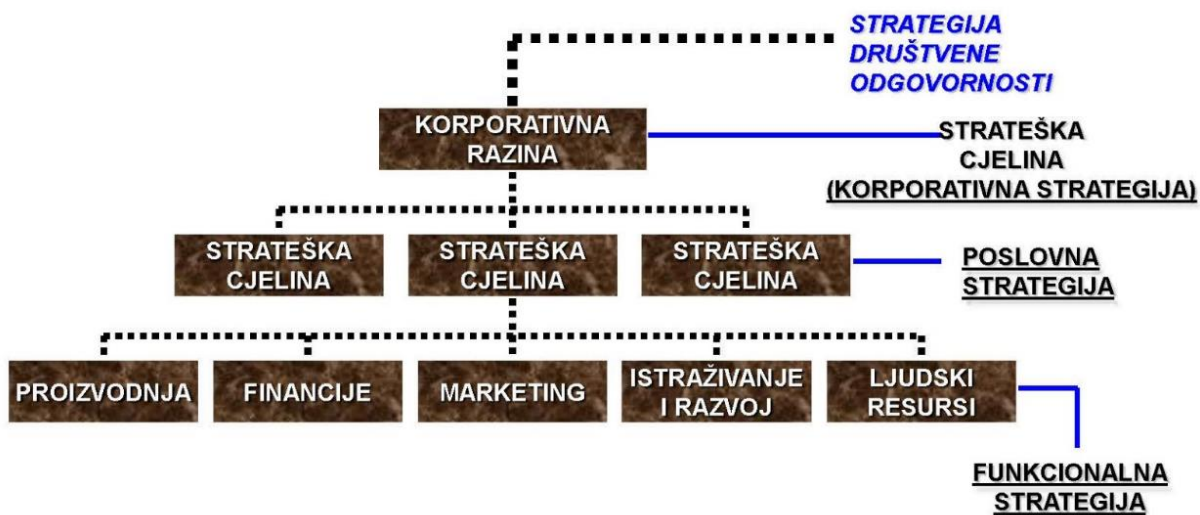 STRATEGIJA
DRUŠTVENE
ODGOVORNOSTI
KORPORATIVNA
RAZINA
STRATEŠKA
CJELINA
(KORPORATIVNA STRATEGIJA)
STRATEŠKA
CJELINA
STRATEŠKA
CJELINA
STRATEŠKA
CJELINA
POSLOVNA
STRATEGIJA
PROIZVODNJA
FINANCIJE
MARKETING
ISTRAŽIVANJE
I RAZVOJ
LJUDSKI
RESURSI
FUNKCIONALNA
STRATEGIJA